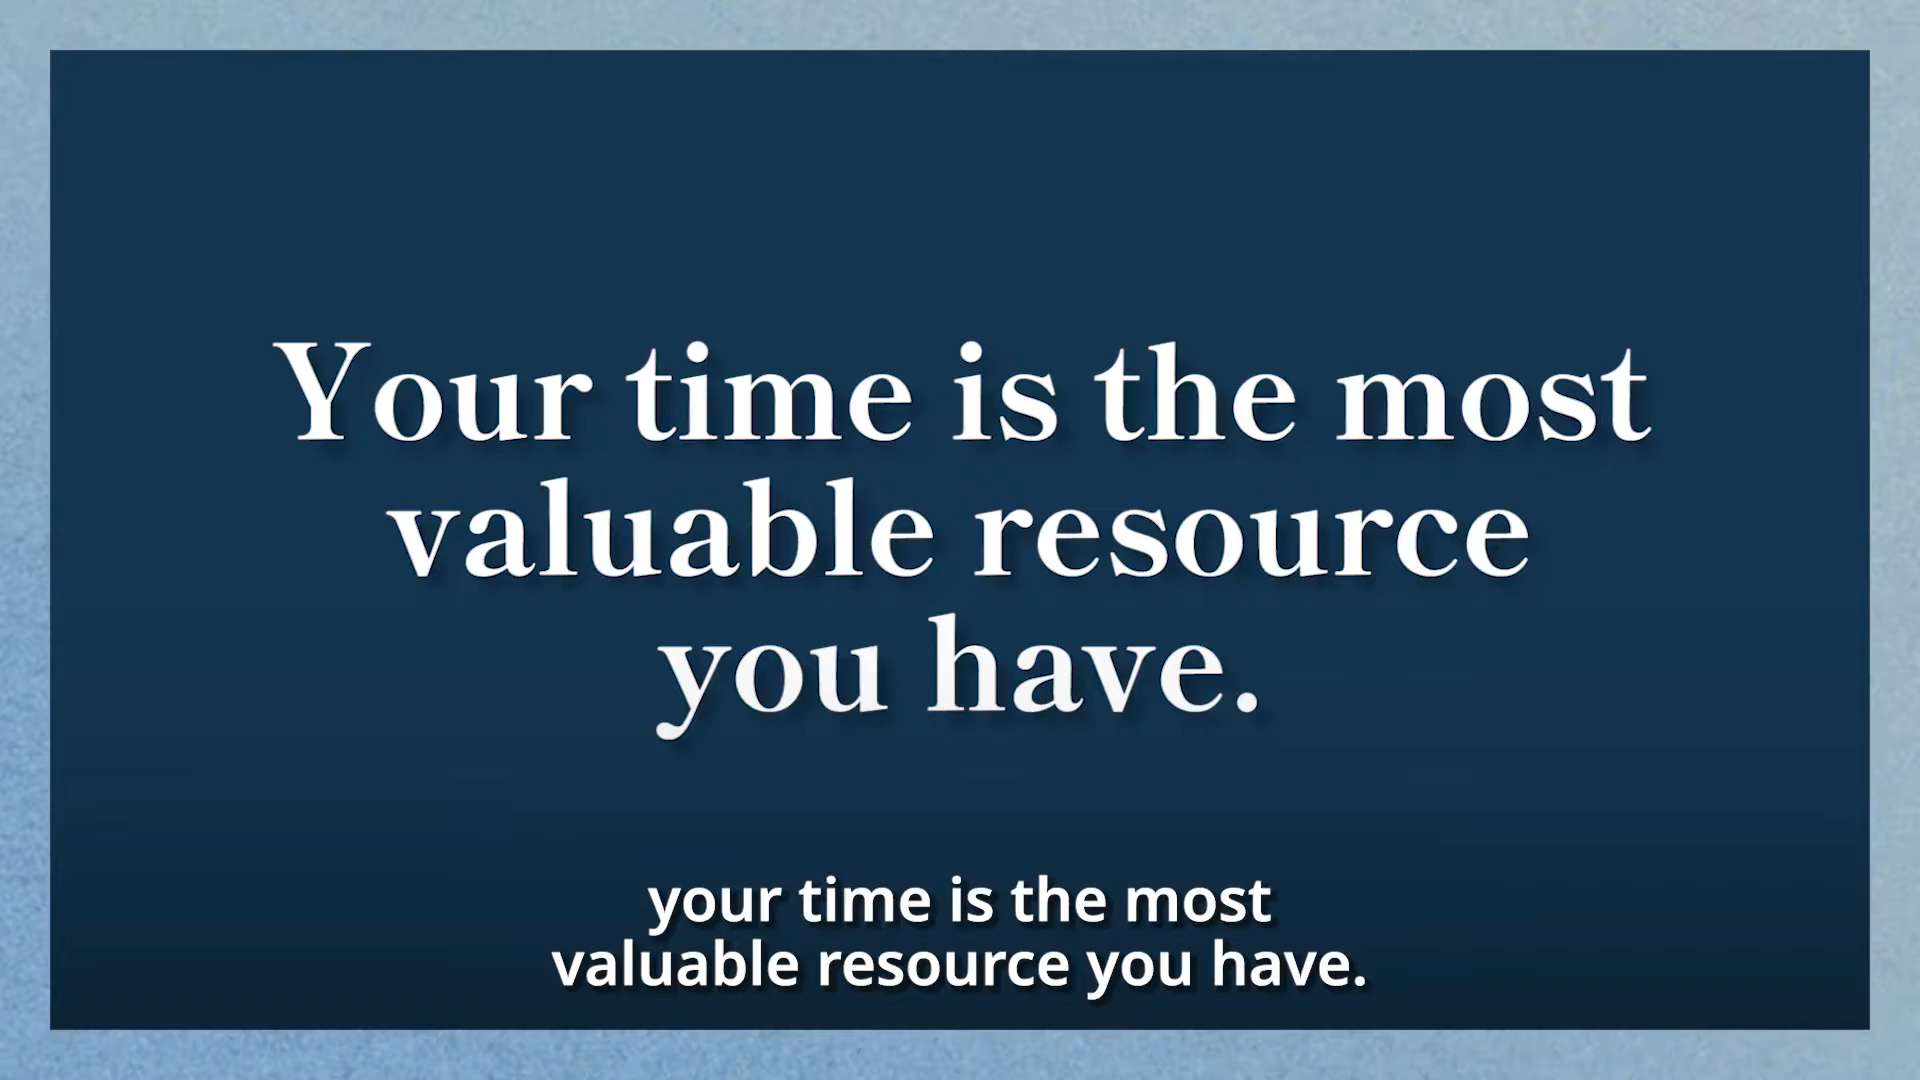 Your time is the most
valuable resource
you have.
your time is the most
valuable resource you have.